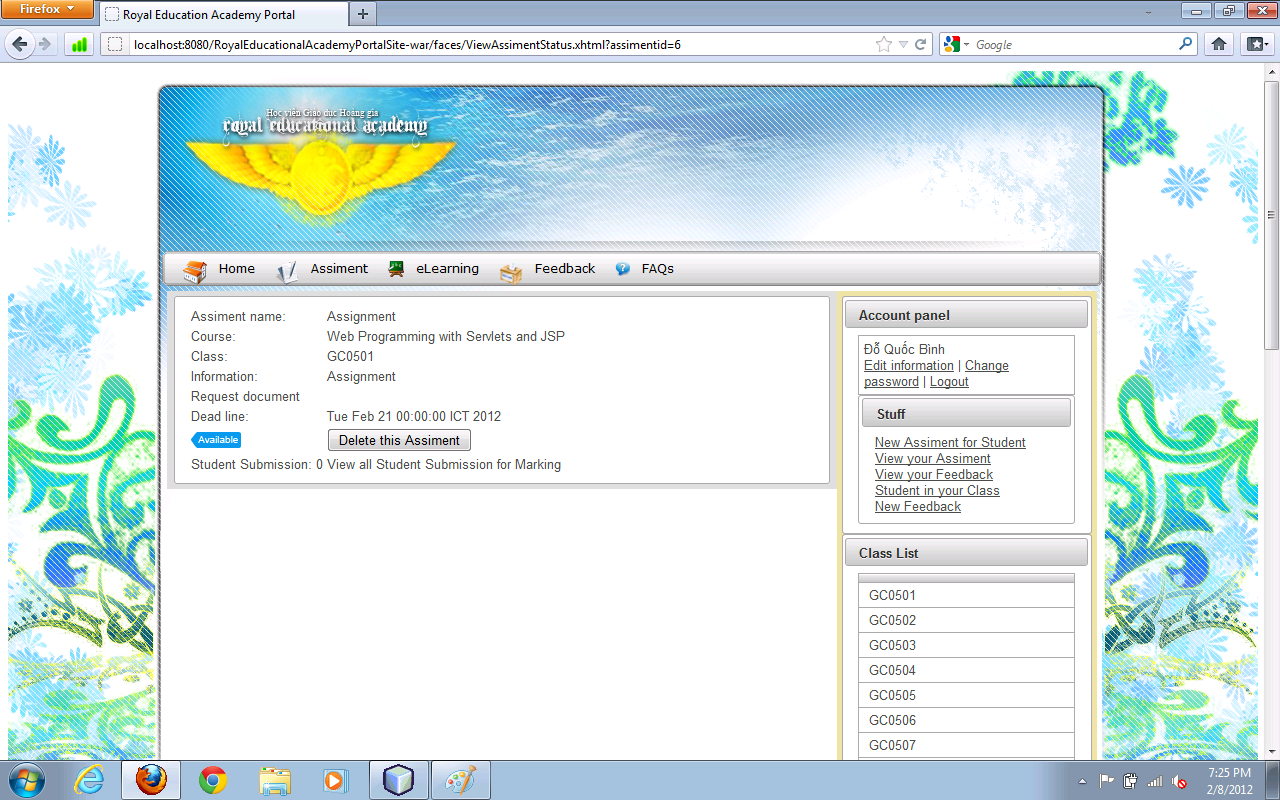 Firefox
Royal Education Academy Portal
localhost:8080/RoyalEducationalAcademyPortalSite-war/faces/ViewAssimentStatus.xhtml?assimentid=6
Google
Học viện Giáo dục Hoàng gia
Royal Educational Academy
Home
Assiment
eLearning
Feedback
FAQs
Assiment name: Assignment
Course: Web Programming with Servlets and JSP
Class: GC0501
Information: Assignment
Request document
Dead line: Tue Feb 21 00:00:00 ICT 2012
Available
Delete this Assiment
Student Submission: 0 View all Student Submission for Marking
Account panel
Đỗ Quốc Bình
Edit information | Change
password | Logout
Stuff
New Assiment for Student
View your Assiment
View your Feedback
Student in your Class
New Feedback
Class List
GC0501
GC0502
GC0503
GC0504
GC0505
GC0506
GC0507
7:25 PM
2/8/2012